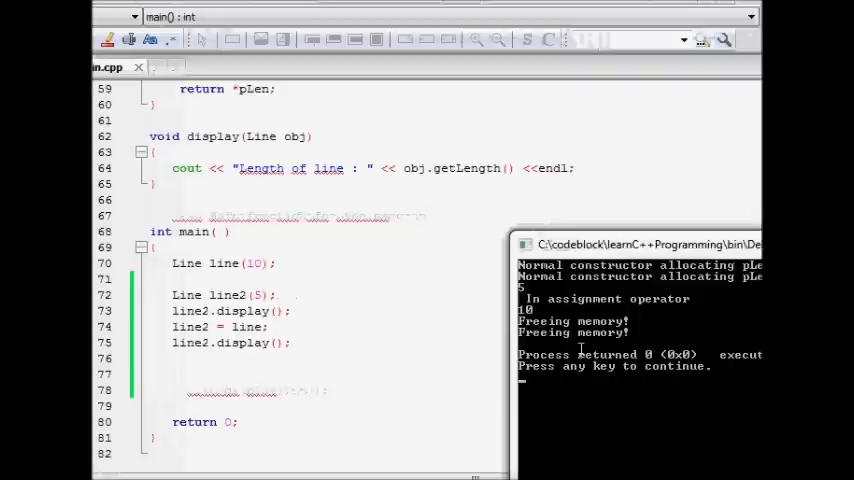 main() : int
in.cpp
59 return *pLen;
60 }
61
62 void display(Line obj)
63 {
64 cout << "Length of line : " << obj.getLength() <<endl;
65 }
66
67
68 int main( )
69 {
70 Line line(10);
71
72 Line line2(5);
73 line2.display();
74 line2 = line;
75 line2.display();
76
77
78
79
80 return 0;
81 }
82
C:\codeblock\learnC++Programming\bin\De
Normal constructor allocating pLe
Normal constructor allocating pLe
5
In assignment operator
10
Freeing memory!
Freeing memory!
Process returned 0 (0x0) execut
Press any key to continue.